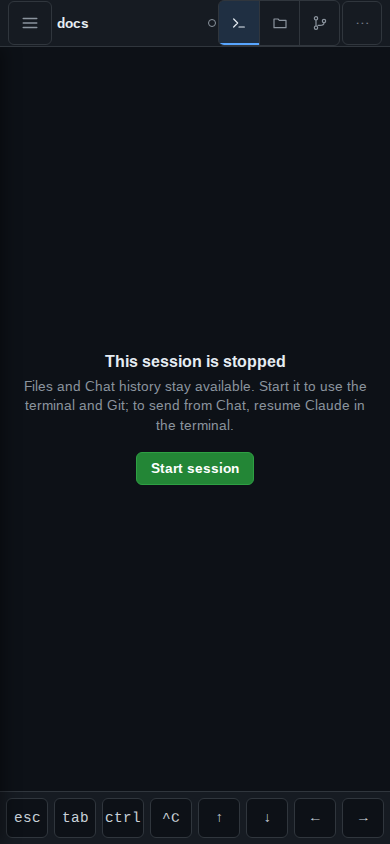 docs
···
This session is stopped
Files and Chat history stay available. Start it to use the
terminal and Git; to send from Chat, resume Claude in
the terminal.
Start session
esc tab ctrl ^C ↑ ↓ ← →